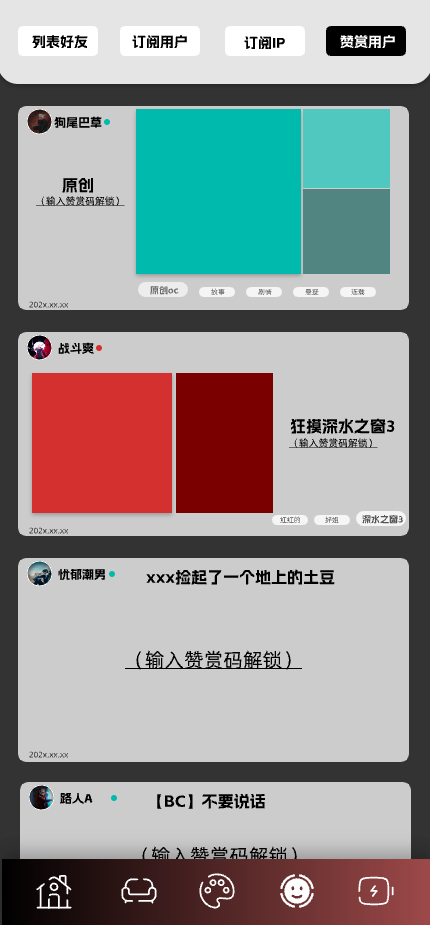 列表好友
订阅用户
订阅IP
赞赏用户
狗尾巴草
原创
（输入赞赏码解锁）
原创oc
故事
剧情
悬疑
连载
202x.xx.xx
战斗爽
狂摸深水之窗3
（输入赞赏码解锁）
红红的
好姐
深水之窗3
202x.xx.xx
忧郁潮男
xxx捡起了一个地上的土豆
（输入赞赏码解锁）
202x.xx.xx
路人A
【BC】不要说话
（输入赞赏码解锁）